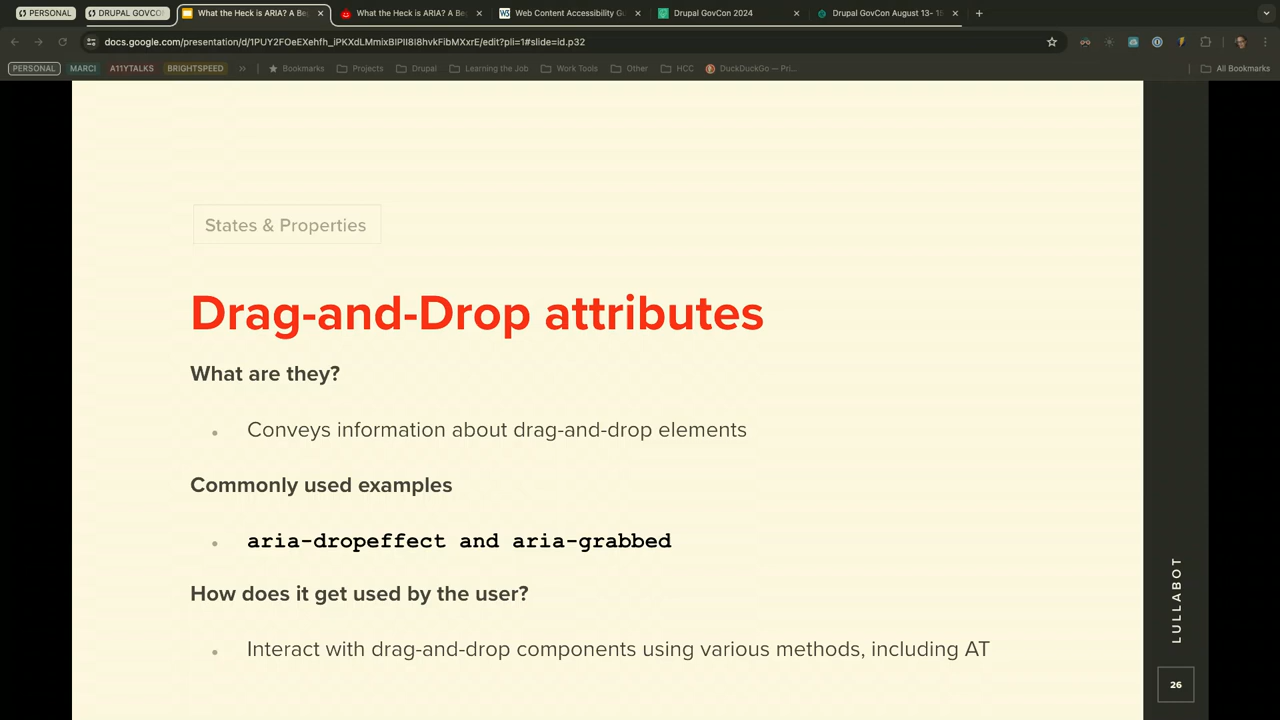 PERSONAL
DRUPAL GOVCO
What the Heck is ARIA? A Be
What the Heck is ARIA? A Be
Web Content Accessibility Gu
Drupal GovCon 2024
Drupal GovCon August 13- 15
docs.google.com/presentation/d/1PUY2FOeExehfh_iPKXdLMmixBIPII8I8hvkFibMXxrE/edit?pli=1#slide=id.p32
PERSONAL
MARCI
A11YTALKS
BRIGHTSPEED
Bookmarks
Projects
Drupal
Learning the Job
Work Tools
Other
HCC
DuckDuckGo — Pri...
All Bookmarks
States & Properties
Drag-and-Drop attributes
What are they?
Conveys information about drag-and-drop elements
Commonly used examples
aria-dropeffect and aria-grabbed
How does it get used by the user?
Interact with drag-and-drop components using various methods, including AT
LULLABOT
26